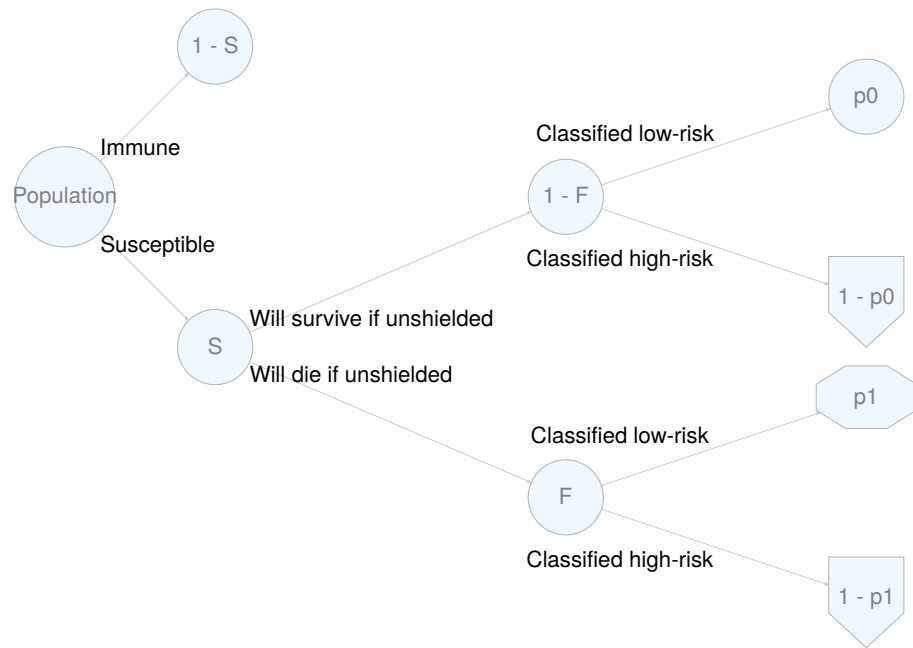 1 - S
p0
Classified low-risk
Immune
Population
1 - F
Susceptible
Classified high-risk
1 - p0
Will survive if unshielded
S
Will die if unshielded
p1
Classified low-risk
F
Classified high-risk
1 - p1